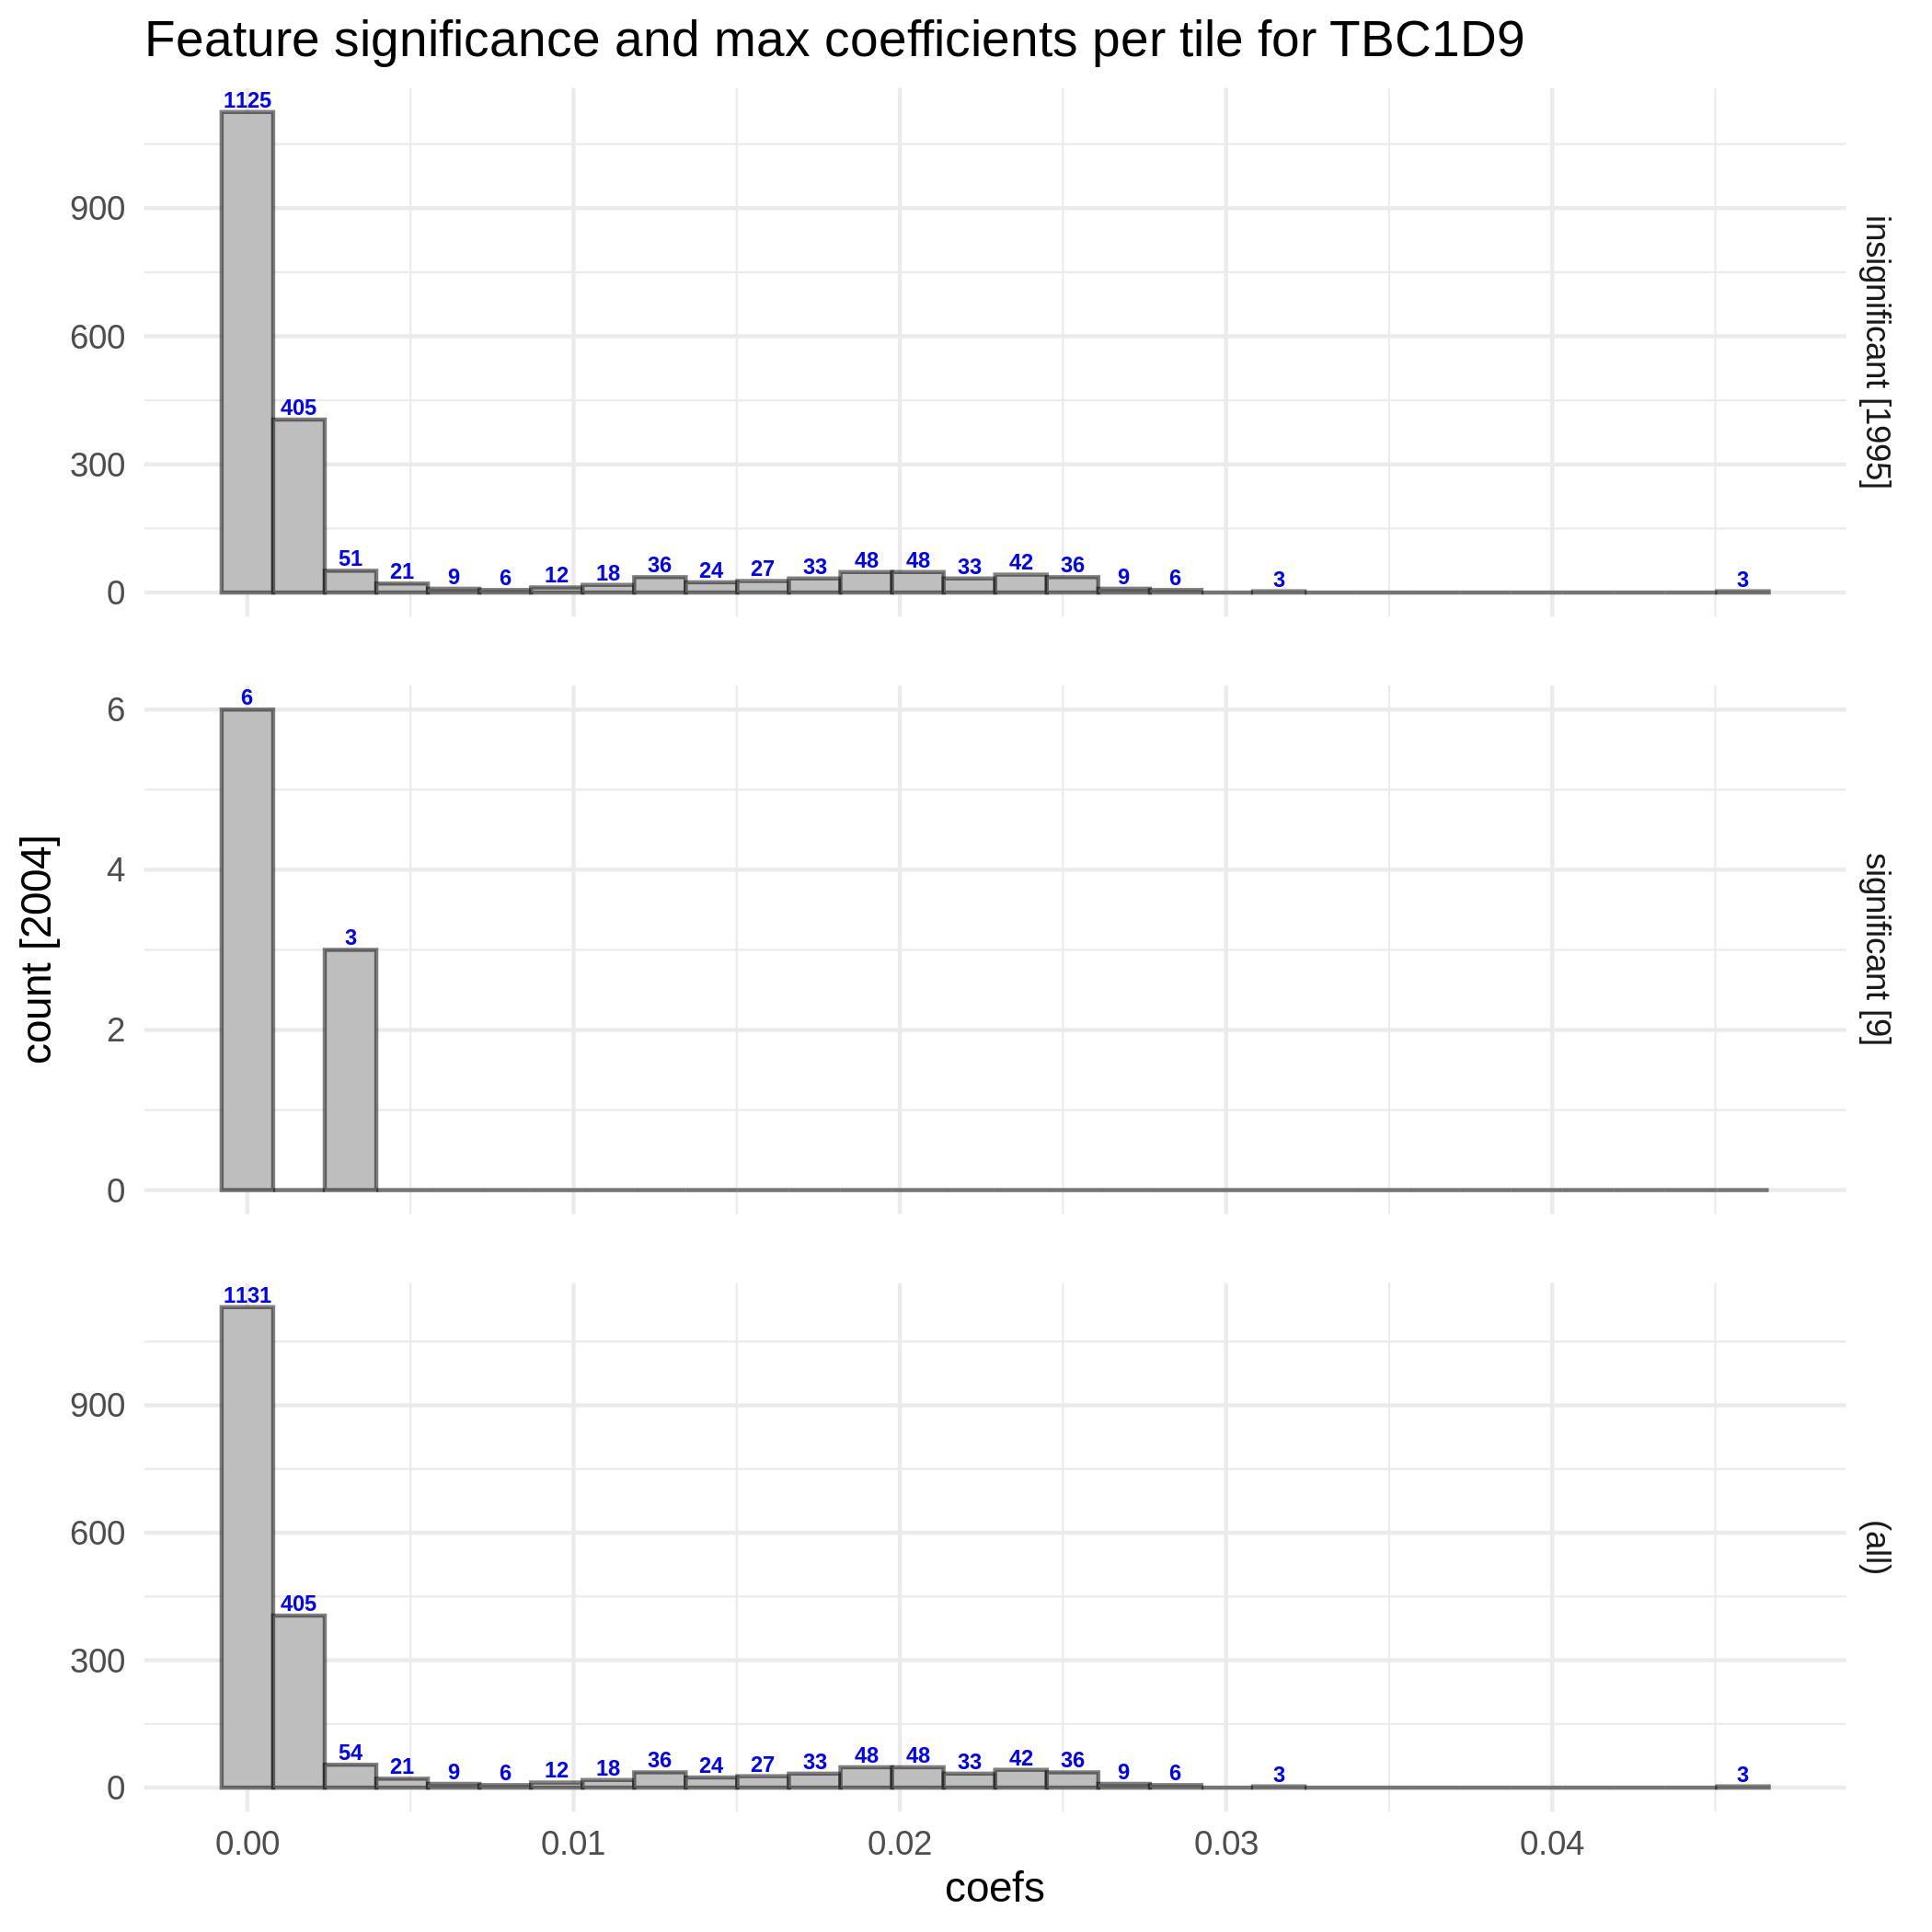 Feature significance and max coefficients per tile for TBC1D9
1125
900
600
405
300
51 21 9 6 12 18 36 24 27 33 48 48 33 42 36 9 6 3 3
0
insignificant [1995]
6
6
4
3
2
0
significant [9]
count [2004]
1131
900
600
405
300
54 21 9 6 12 18 36 24 27 33 48 48 33 42 36 9 6 3 3
0
(all)
0.00 0.01 0.02 0.03 0.04
coefs